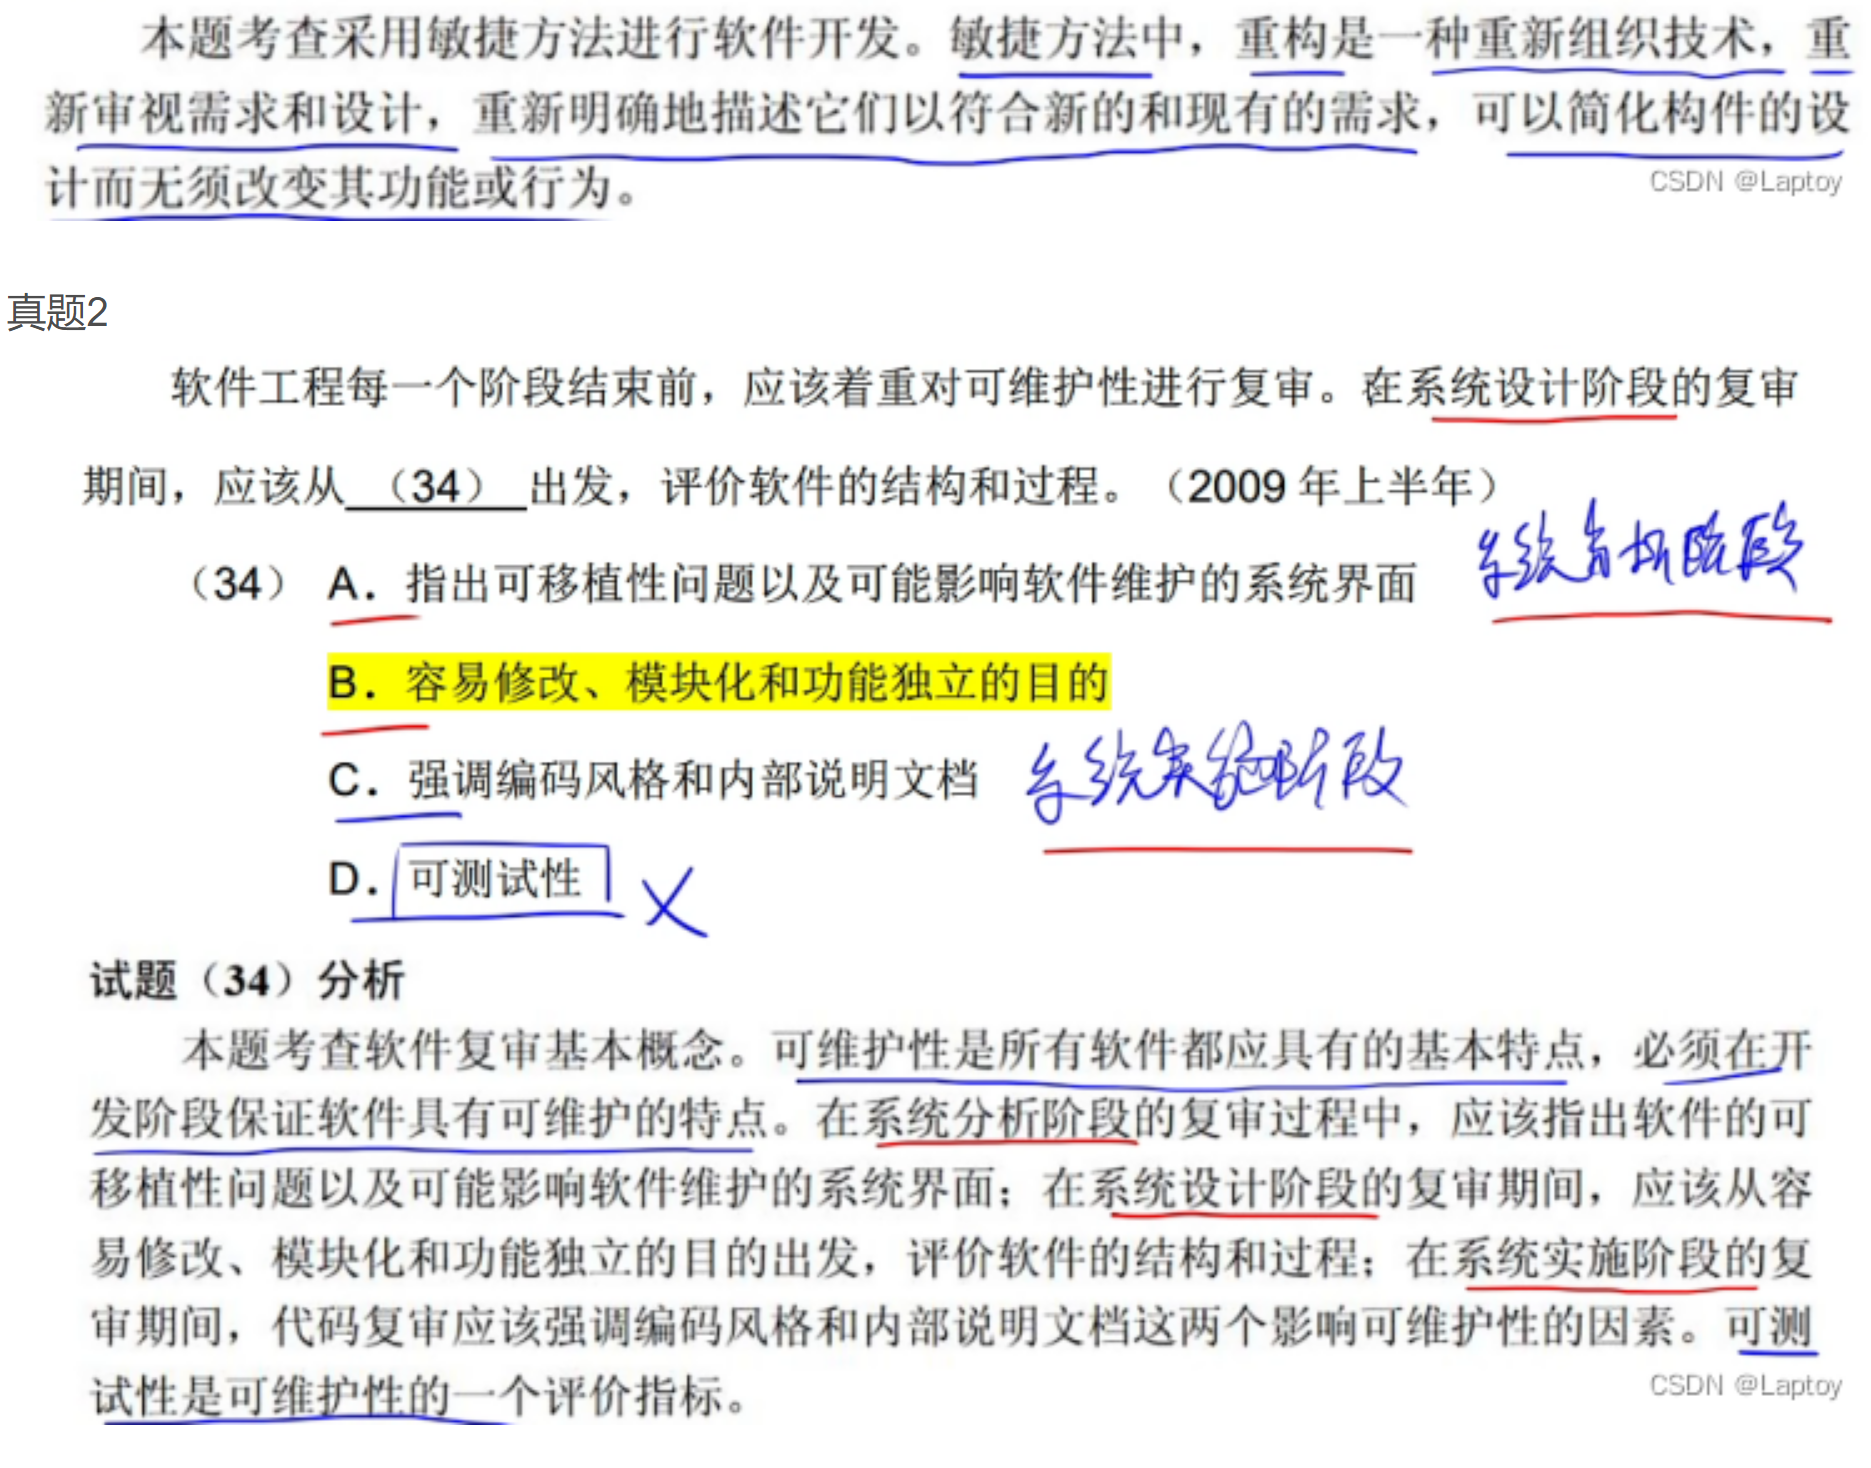 本题考查采用敏捷方法进行软件开发。敏捷方法中，重构是一种重新组织技术，重
新审视需求和设计，重新明确地描述它们以符合新的和现有的需求，可以简化构件的设
计而无须改变其功能或行为。
CSDN @Laptoy
真题2
软件工程每一个阶段结束前，应该着重对可维护性进行复审。在系统设计阶段的复审
期间，应该从 （34） 出发，评价软件的结构和过程。（2009 年上半年）
（34） A．指出可移植性问题以及可能影响软件维护的系统界面
系统分析阶段
B．容易修改、模块化和功能独立的目的
C．强调编码风格和内部说明文档
系统实施阶段
D．可测试性
试题（34）分析
本题考查软件复审基本概念。可维护性是所有软件都应具有的基本特点，必须在开
发阶段保证软件具有可维护的特点。在系统分析阶段的复审过程中，应该指出软件的可
移植性问题以及可能影响软件维护的系统界面；在系统设计阶段的复审期间，应该从容
易修改、模块化和功能独立的目的出发，评价软件的结构和过程；在系统实施阶段的复
审期间，代码复审应该强调编码风格和内部说明文档这两个影响可维护性的因素。可测
试性是可维护性的一个评价指标。
CSDN @Laptoy